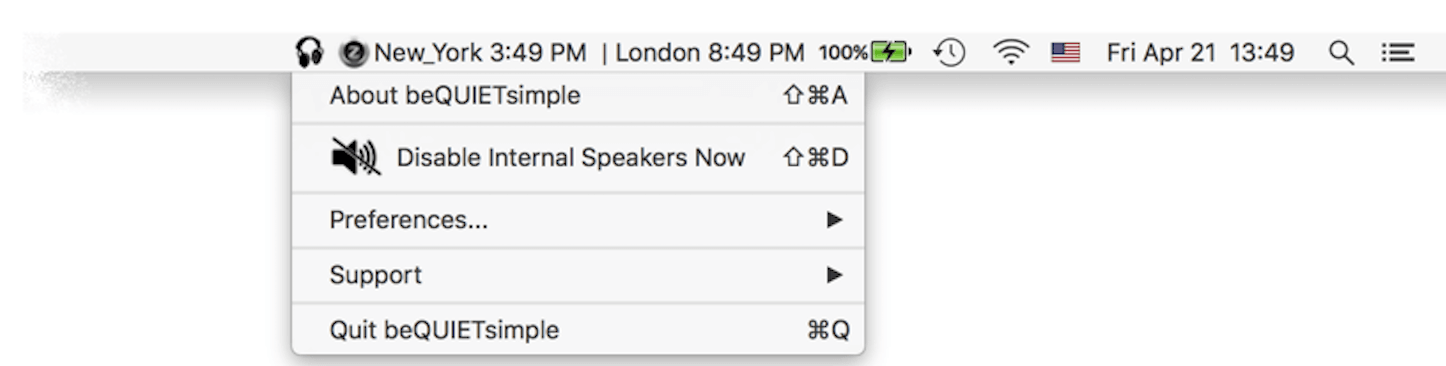 New_York 3:49 PM | London 8:49 PM 100% Fri Apr 21 13:49
About beQUIETsimple ⇧⌘A
Disable Internal Speakers Now ⇧⌘D
Preferences...
Support
Quit beQUIETsimple ⌘Q